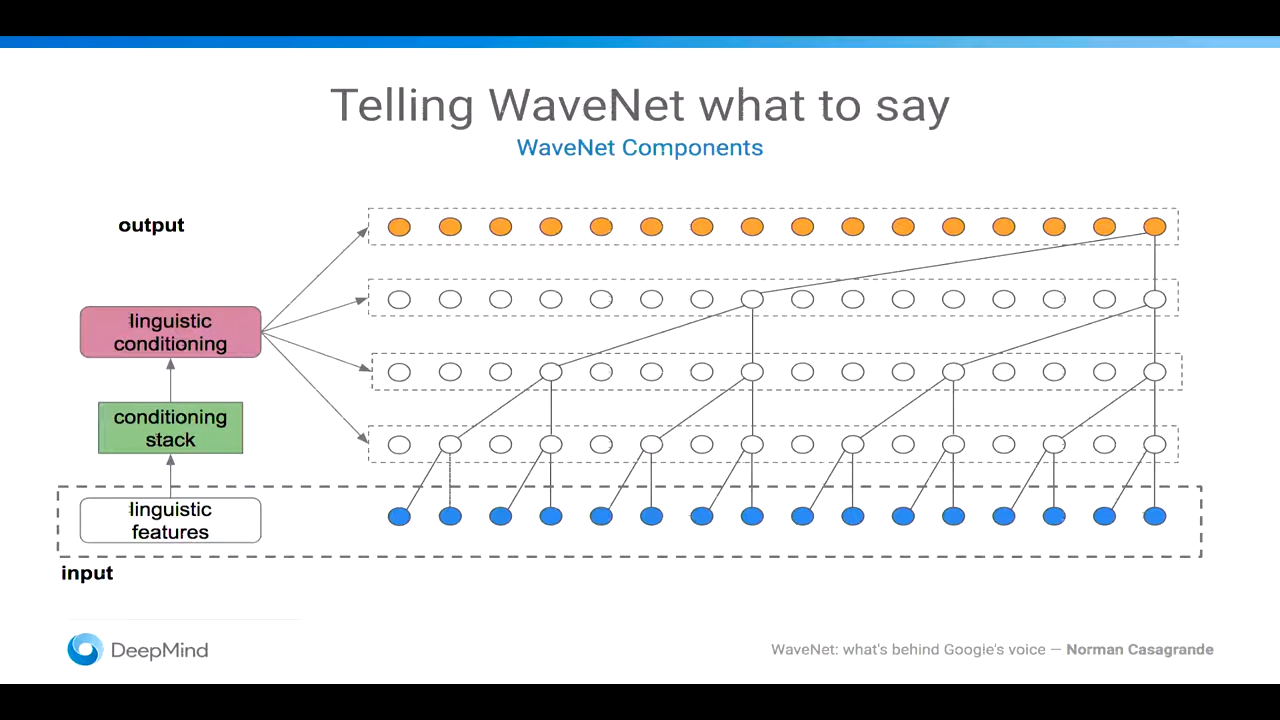 Telling WaveNet what to say
WaveNet Components
output
linguistic
conditioning
conditioning
stack
linguistic
features
input
DeepMind
WaveNet: what's behind Google's voice — Norman Casagrande